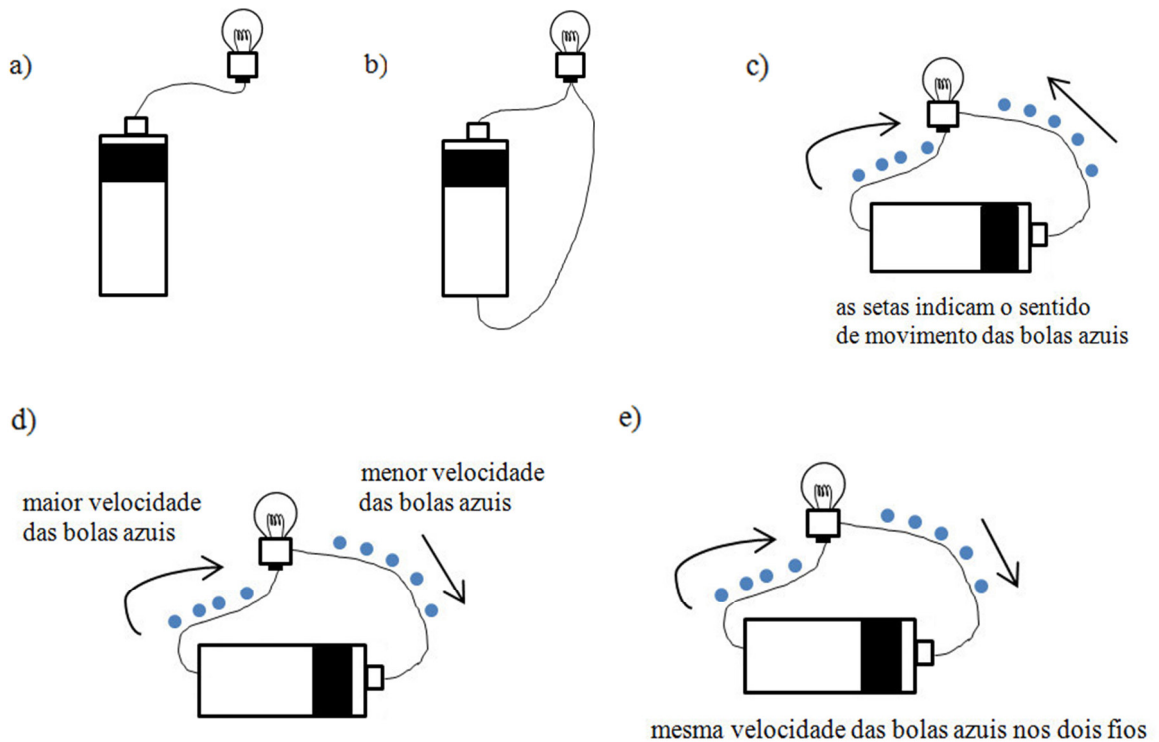 a)
b)
c)
as setas indicam o sentido
de movimento das bolas azuis
d)
maior velocidade
das bolas azuis
menor velocidade
das bolas azuis
e)
mesma velocidade das bolas azuis nos dois fios